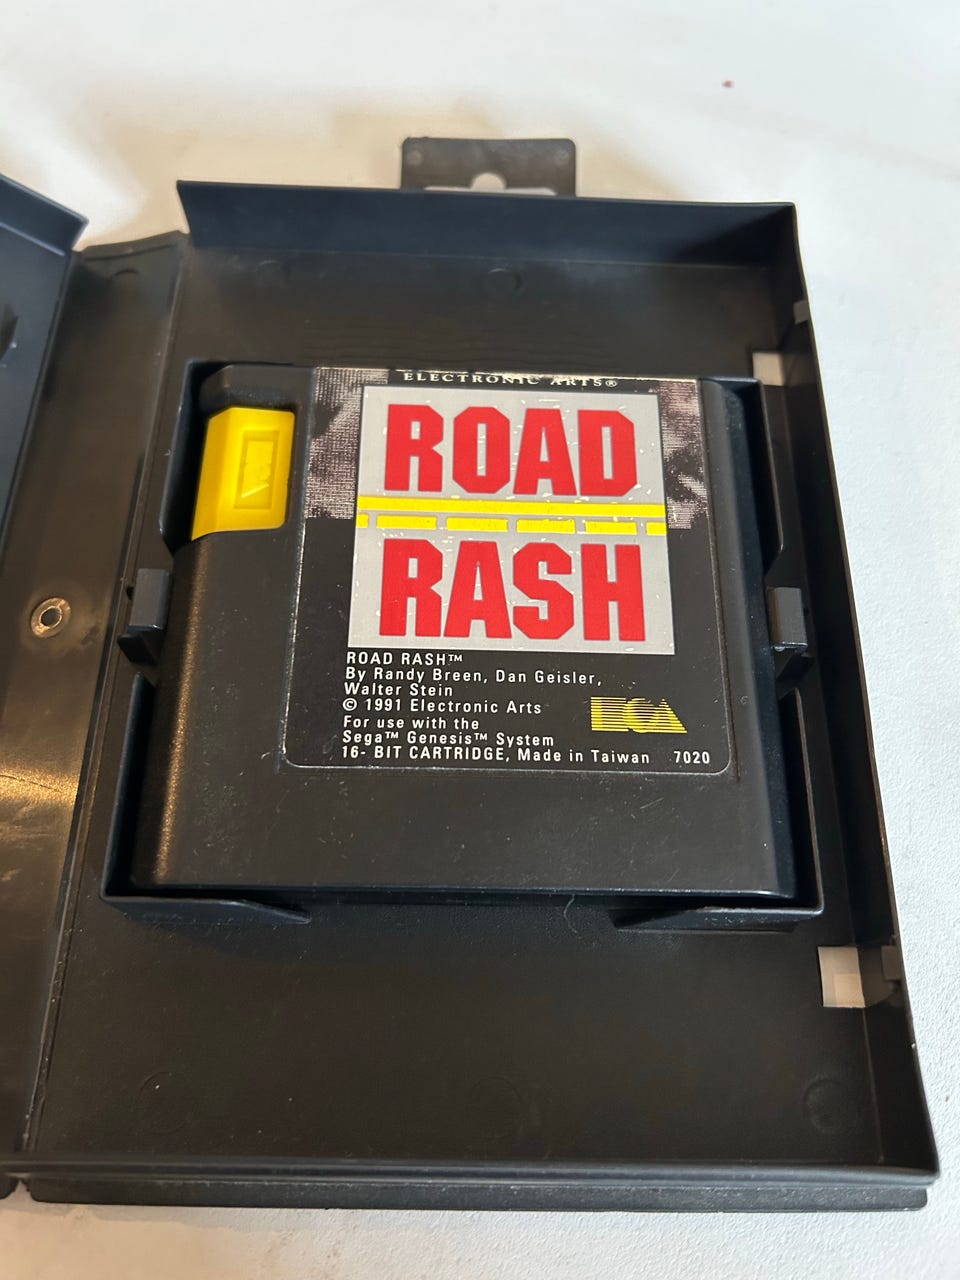 ELECTRONIC ARTS®
ROAD
RASH
ROAD RASH™
By Randy Breen, Dan Geisler,
Walter Stein
© 1991 Electronic Arts
For use with the
Sega™ Genesis™ System
16- BIT CARTRIDGE, Made in Taiwan 7020
EA